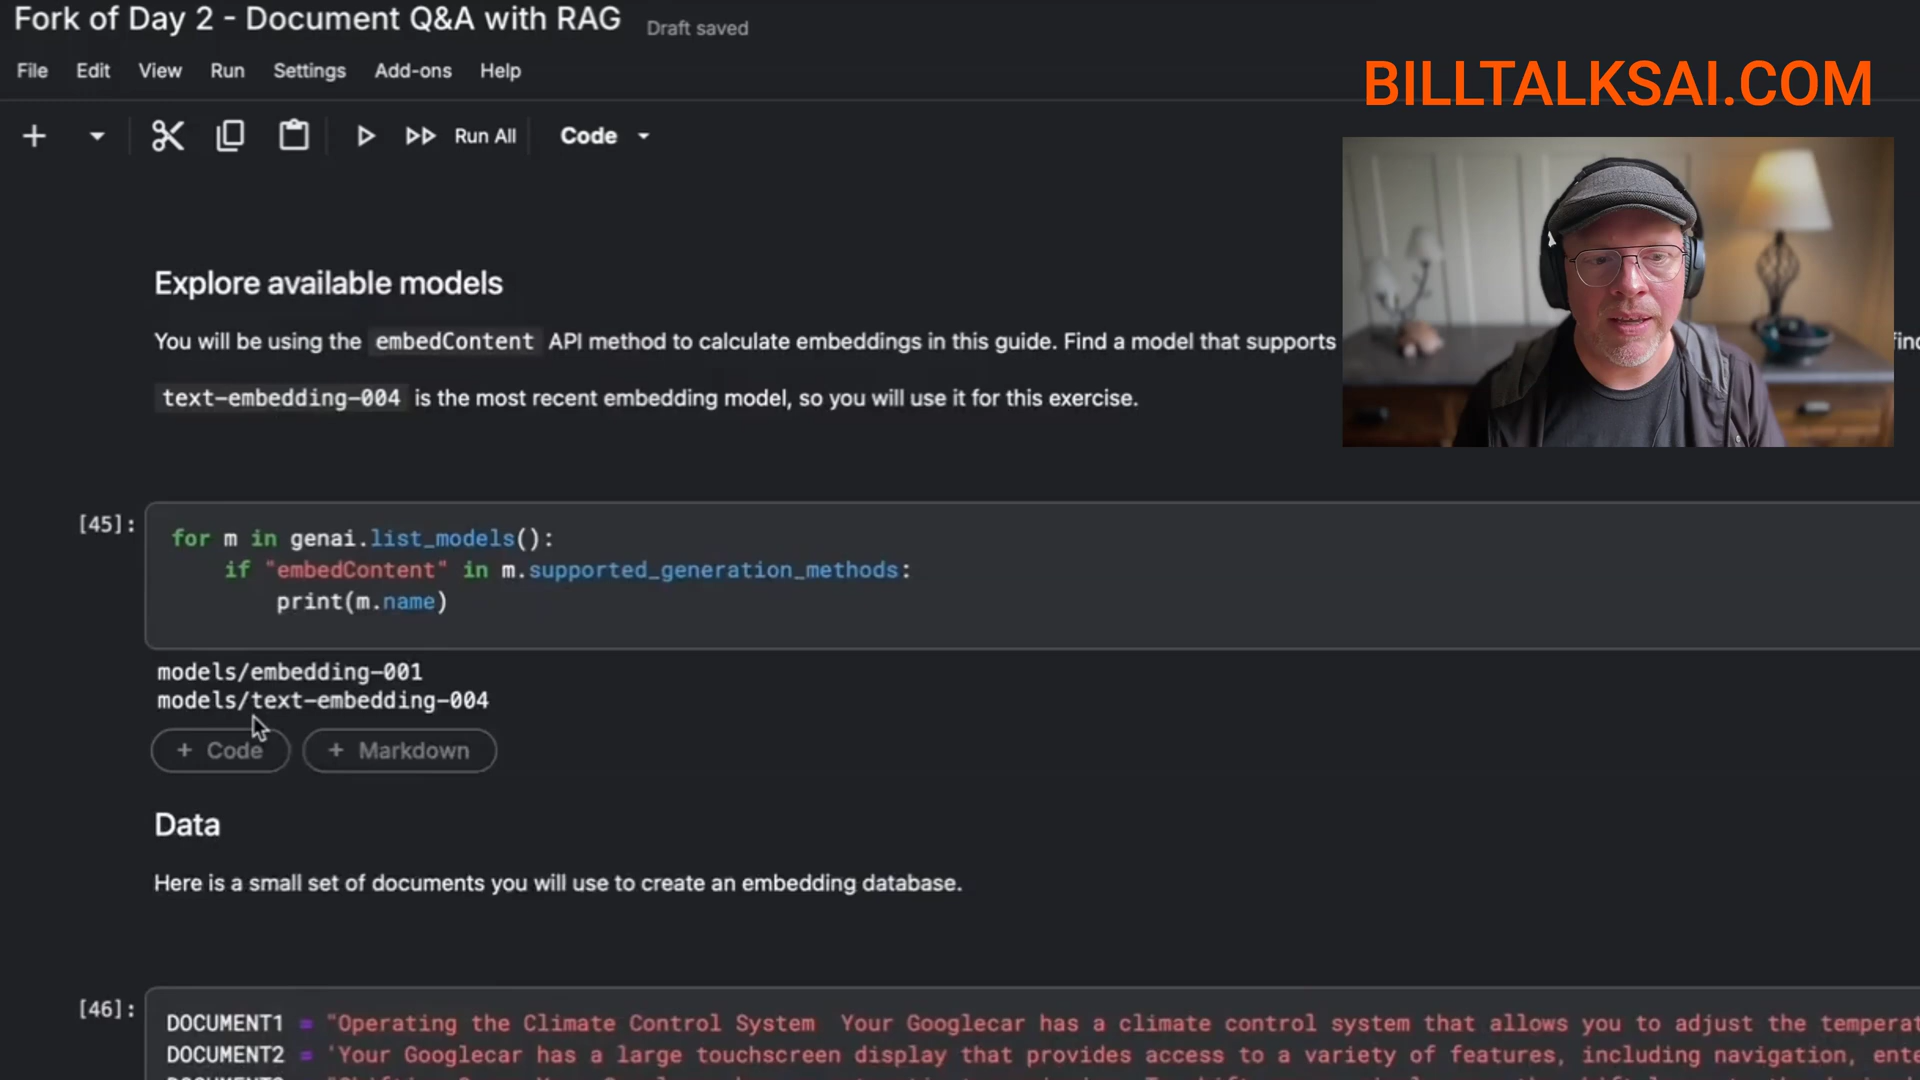 Fork of Day 2 - Document Q&A with RAG Draft saved
File Edit View Run Settings Add-ons Help
BILLTALKSAI.COM
Run All Code
Explore available models
You will be using the embedContent API method to calculate embeddings in this guide. Find a model that supports
text-embedding-004 is the most recent embedding model, so you will use it for this exercise.
[45]:
for m in genai.list_models():
if "embedContent" in m.supported_generation_methods:
print(m.name)
models/embedding-001
models/text-embedding-004
+ Code + Markdown
Data
Here is a small set of documents you will use to create an embedding database.
[46]:
DOCUMENT1 = "Operating the Climate Control System  Your Googlecar has a climate control system that allows you to adjust the temperat
DOCUMENT2 = 'Your Googlecar has a large touchscreen display that provides access to a variety of features, including navigation, ente